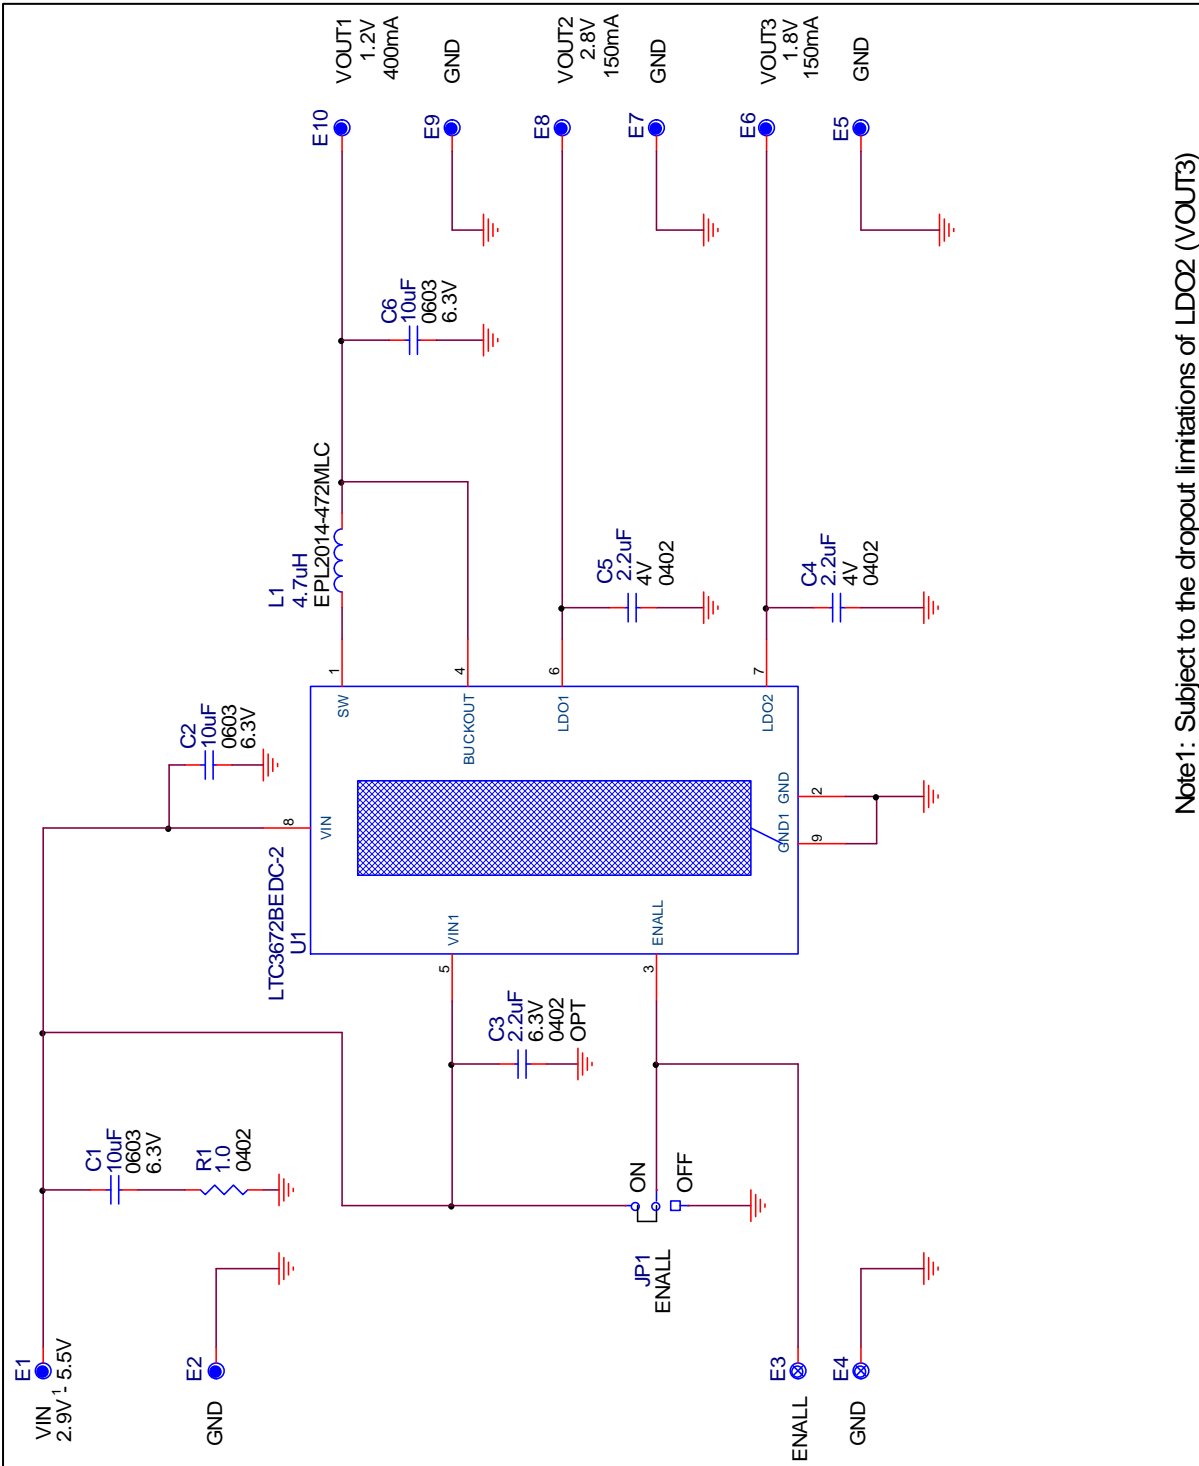 VIN
2.9V 1 - 5.5V
E1
GND
E2
C1
10uF
0603
6.3V
R1
1.0
0402
JP1
ENALL
ON
OFF
ENALL
E3
GND
E4
C3
2.2uF
6.3V
0402
OPT
LTC3672BEDC-2
U1
5
VIN1
3
ENALL
8
VIN
C2
10uF
0603
6.3V
GND1
9
GND
2
SW
1
BUCKOUT
4
LDO1
6
LDO2
7
L1
4.7uH
EPL2014-472MLC
C6
10uF
0603
6.3V
C5
2.2uF
4V
0402
C4
2.2uF
4V
0402
E10
VOUT1
1.2V
400mA
E9
GND
E8
VOUT2
2.8V
150mA
E7
GND
E6
VOUT3
1.8V
150mA
E5
GND
Note1: Subject to the dropout limitations of LDO2 (VOUT3)